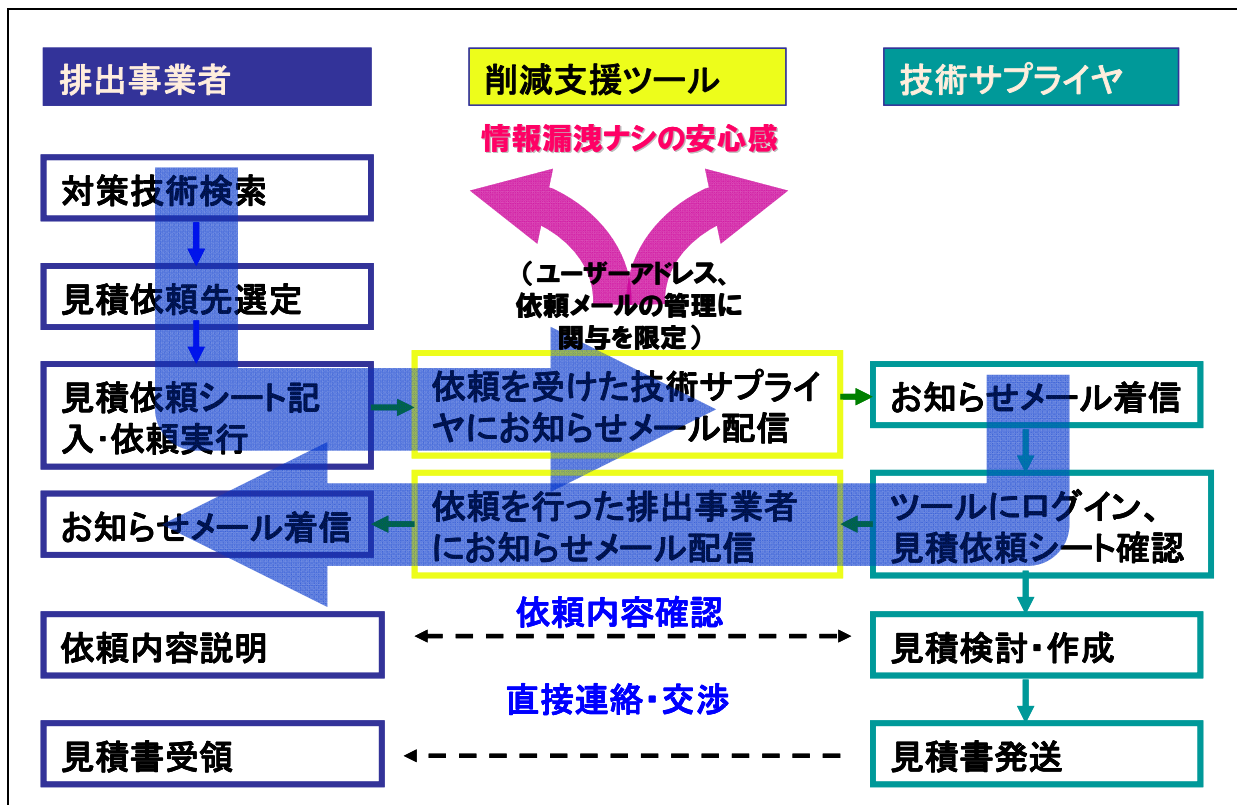 排出事業者
削減支援ツール
技術サプライヤ
情報漏洩ナシの安心感
対策技術検索
見積依頼先選定
(ユーザーアドレス、
依頼メールの管理に
関与を限定)
見積依頼シート記
入・依頼実行
依頼を受けた技術サプライ
ヤにお知らせメール配信
お知らせメール着信
お知らせメール着信
依頼を行った排出事業者
にお知らせメール配信
ツールにログイン、
見積依頼シート確認
依頼内容確認
依頼内容説明
見積検討・作成
直接連絡・交渉
見積書受領
見積書発送